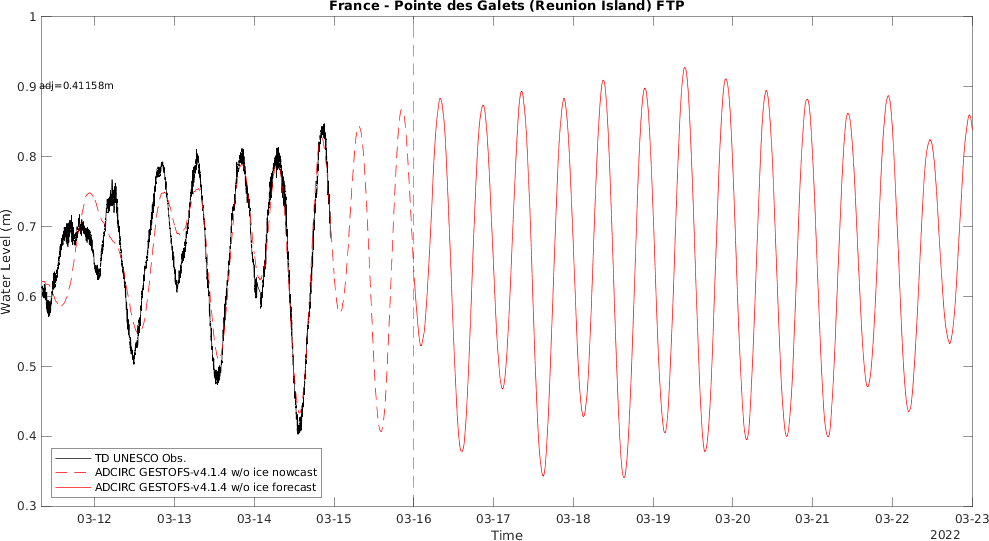 France - Pointe des Galets (Reunion Island) FTP
1
0.9
adj=0.41158m
0.8
0.7
0.6
0.5
0.4
0.3
Water Level (m)
TD UNESCO Obs.
ADCIRC GESTOFS-v4.1.4 w/o ice nowcast
ADCIRC GESTOFS-v4.1.4 w/o ice forecast
03-12 03-13 03-14 03-15 03-16 03-17 03-18 03-19 03-20 03-21 03-22 03-23
Time
2022